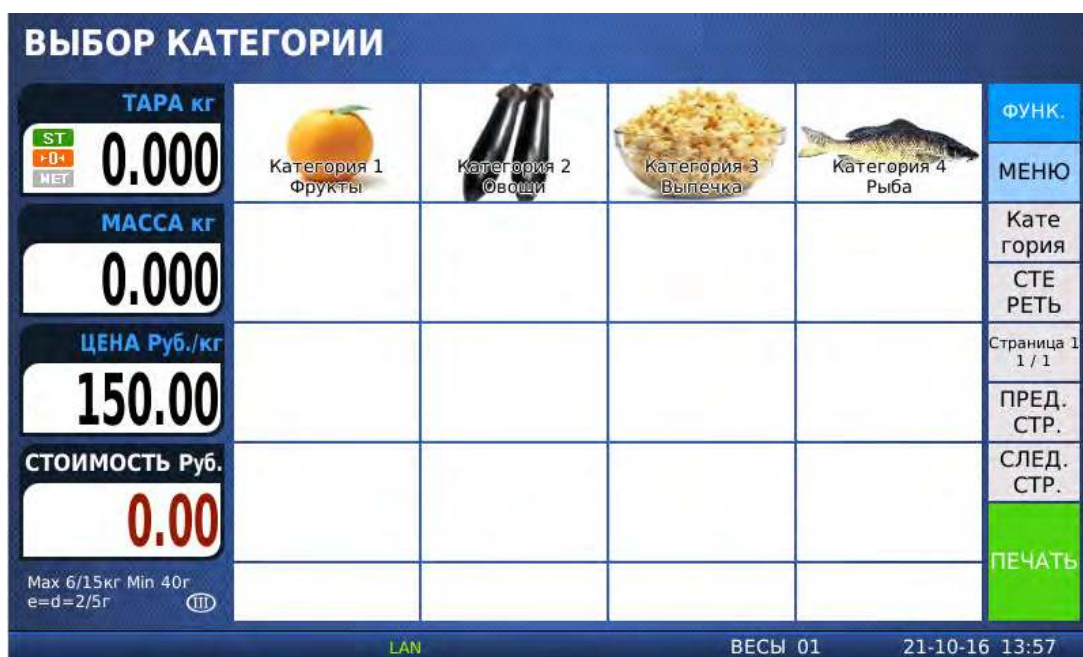 ВЫБОР КАТЕГОРИИ
ТАРА кг
ST
►0◄
NET
0.000
МАССА кг
0.000
ЦЕНА Руб./кг
150.00
СТОИМОСТЬ Руб.
0.00
Max 6/15кг Min 40г
e=d=2/5г
III
Категория 1
Фрукты
Категория 2
Овощи
Категория 3
Выпечка
Категория 4
Рыба
ФУНК.
МЕНЮ
Кате
гория
СТЕ
РЕТЬ
Страница 1
1 / 1
ПРЕД.
СТР.
СЛЕД.
СТР.
ПЕЧАТЬ
LAN
ВЕСЫ 01
21-10-16 13:57